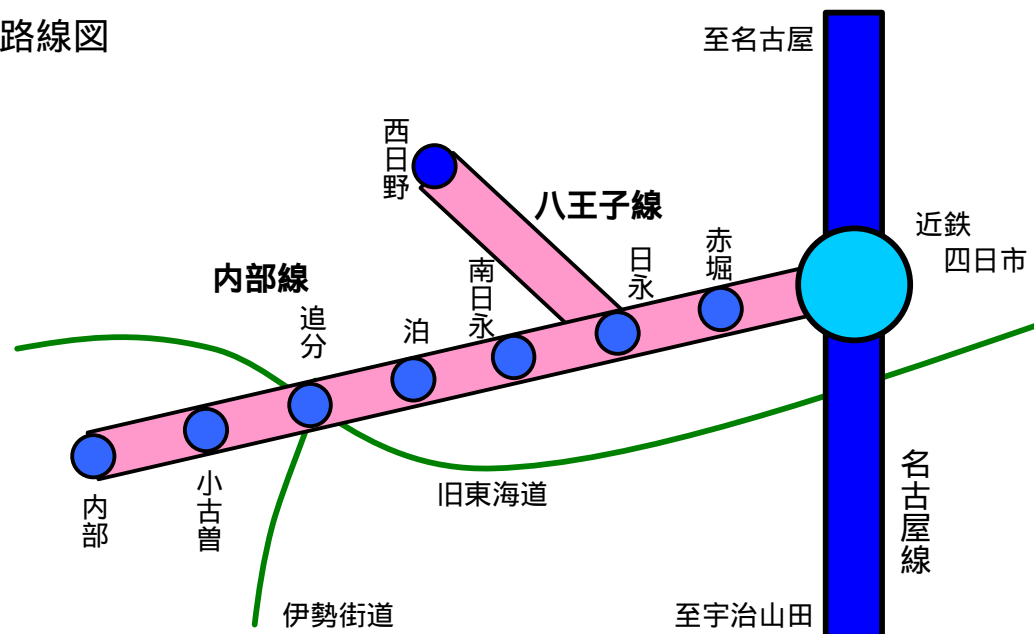 路線図
至名古屋
西日野
八王子線
近鉄
四日市
赤堀
日永
南日永
内部線
追分
泊
名古屋線
小古曽
内部
旧東海道
伊勢街道
至宇治山田